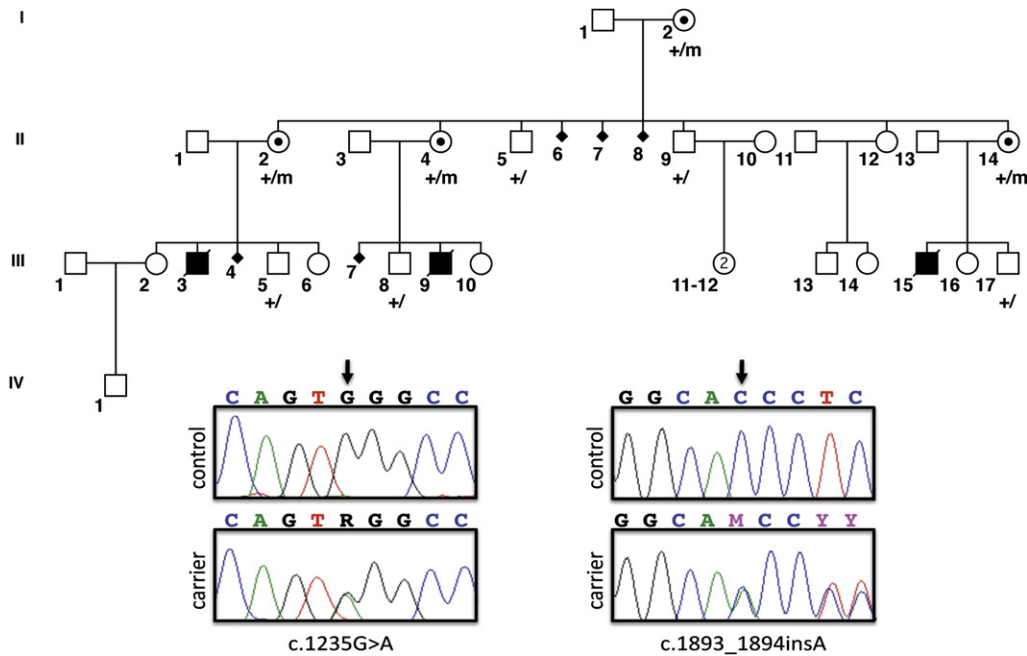 I
1 2
+/m
II
1 2 3 4 5 6 7 8 9 10 11 12 13 14
+/m +/m +/ +/ +/m
III
1 2 3 4 5 6 7 8 9 10 11-12 2 13 14 15 16 17
+/ +/ +/
IV
1
C A G T G G G C C
control
C A G T R G G C C
carrier
c.1235G>A
G G C A C C C T C
control
G G C A M C C Y Y
carrier
c.1893_1894insA